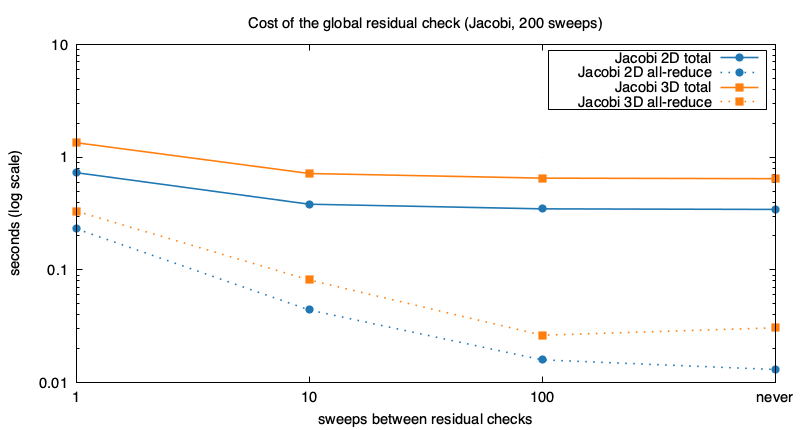 Cost of the global residual check (Jacobi, 200 sweeps)
Jacobi 2D total
Jacobi 2D all-reduce
Jacobi 3D total
Jacobi 3D all-reduce
10
1
0.1
0.01
seconds (log scale)
1 10 100 never
sweeps between residual checks